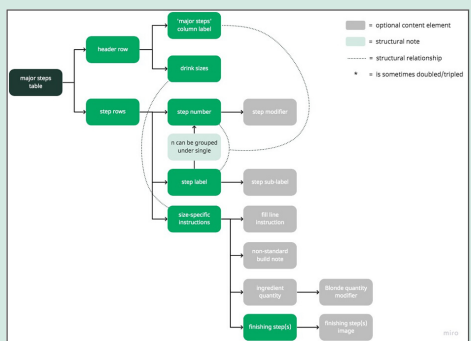 'major steps'
column label
= optional content element
= structural note
= structural relationship
* = is sometimes doubled/tripled
header row
drink sizes
major steps
table
step rows
step number
step modifier
n can be grouped
under single
step label
step sub-label
size-specific
instructions
fill line
instruction
non-standard
build note
ingredient
quantity
Blonde quantity
modifier
finishing step(s)
finishing step(s)
image
miro